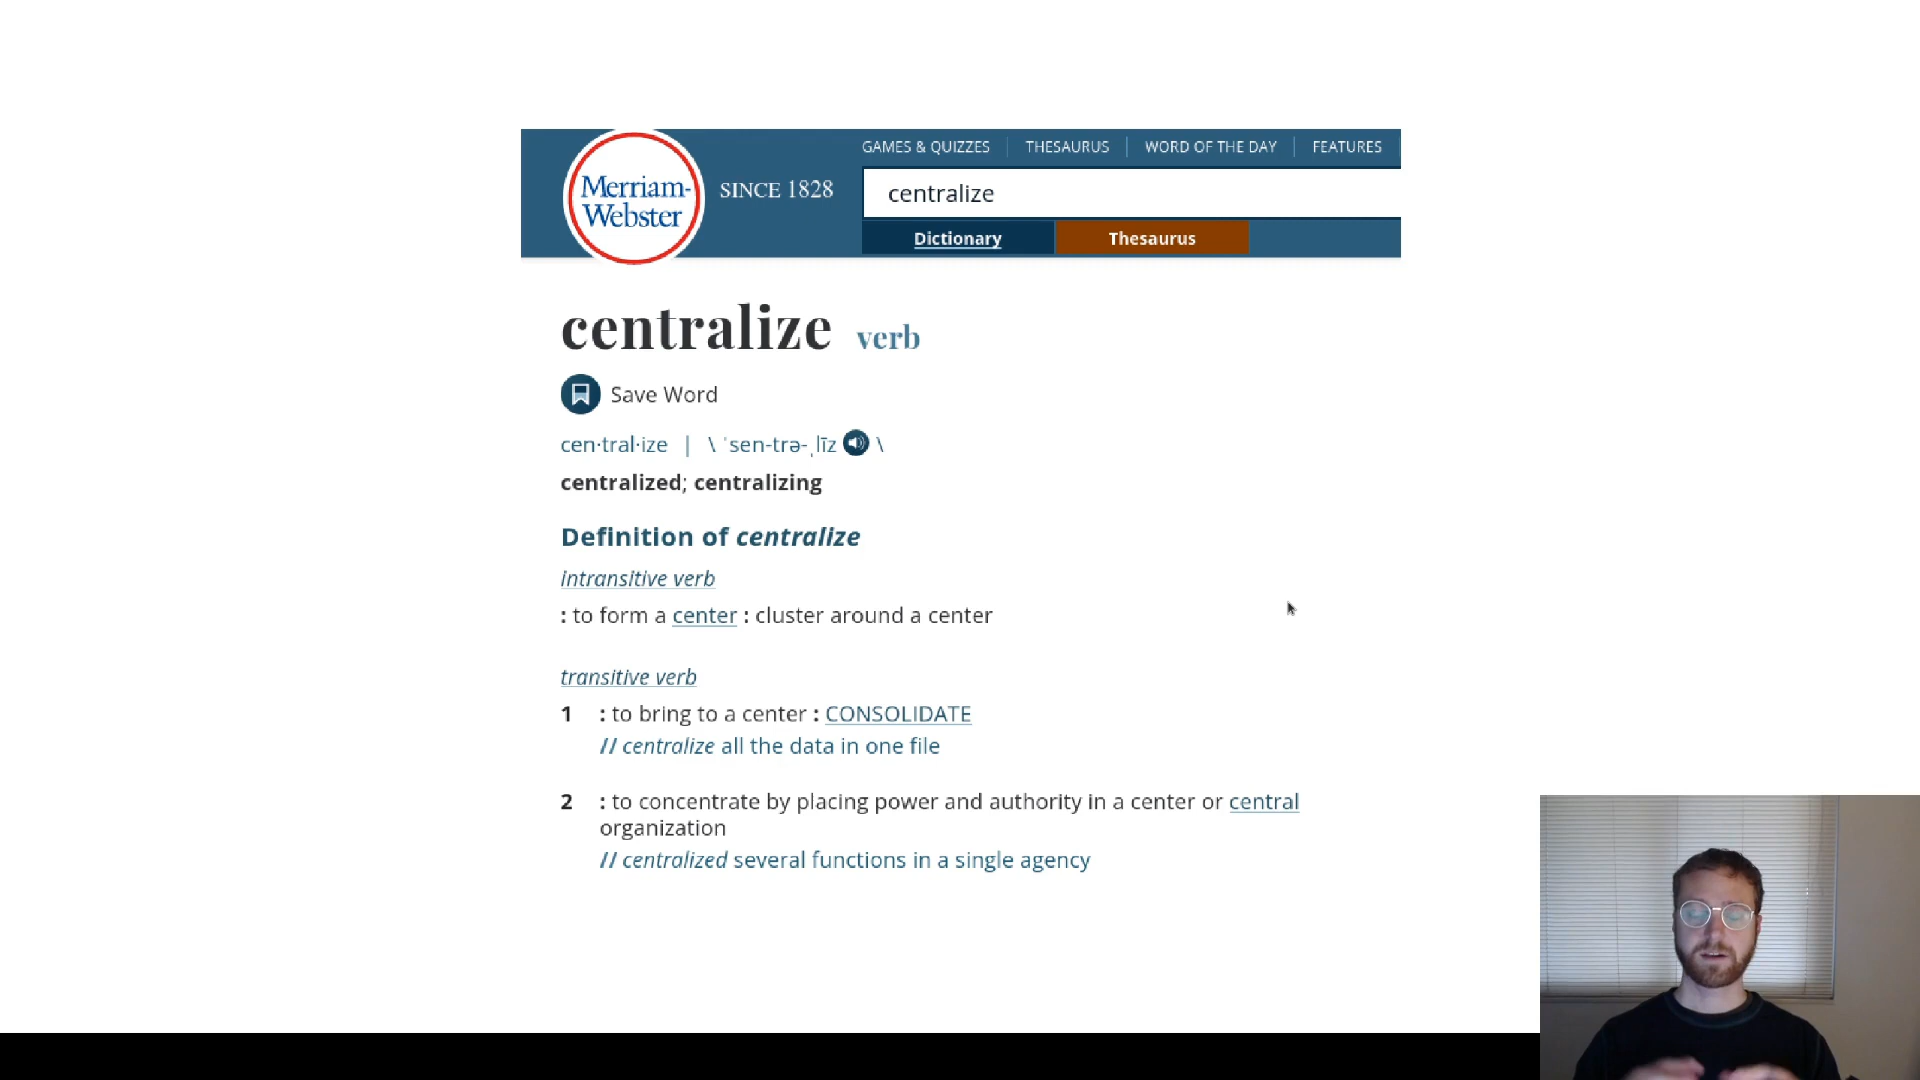 GAMES & QUIZZES | THESAURUS | WORD OF THE DAY | FEATURES
Merriam-
Webster
SINCE 1828
centralize
Dictionary Thesaurus
centralize verb
Save Word
cen·tral·ize | \ ˈsen-trə-ˌlīz \
centralized; centralizing
Definition of centralize
intransitive verb
: to form a center : cluster around a center
transitive verb
1 : to bring to a center : CONSOLIDATE
// centralize all the data in one file
2 : to concentrate by placing power and authority in a center or central
organization
// centralized several functions in a single agency